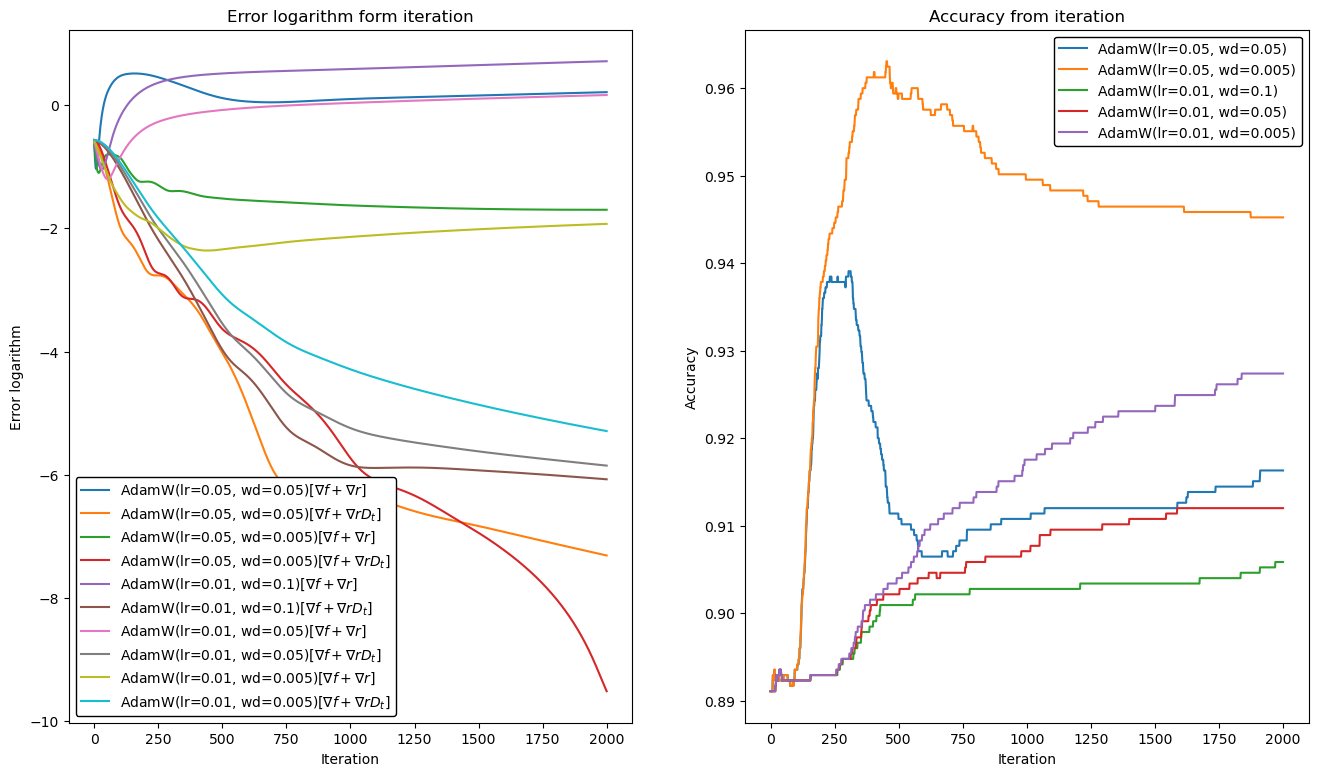 Error logarithm form iteration
Error logarithm
0
−2
−4
−6
−8
−10
AdamW(lr=0.05, wd=0.05)[∇f + ∇r]
AdamW(lr=0.05, wd=0.05)[∇f + ∇rD_t]
AdamW(lr=0.05, wd=0.005)[∇f + ∇r]
AdamW(lr=0.05, wd=0.005)[∇f + ∇rD_t]
AdamW(lr=0.01, wd=0.1)[∇f + ∇r]
AdamW(lr=0.01, wd=0.1)[∇f + ∇rD_t]
AdamW(lr=0.01, wd=0.05)[∇f + ∇r]
AdamW(lr=0.01, wd=0.05)[∇f + ∇rD_t]
AdamW(lr=0.01, wd=0.005)[∇f + ∇r]
AdamW(lr=0.01, wd=0.005)[∇f + ∇rD_t]
0 250 500 750 1000 1250 1500 1750 2000
Iteration
Accuracy from iteration
Accuracy
0.96
0.95
0.94
0.93
0.92
0.91
0.90
0.89
AdamW(lr=0.05, wd=0.05)
AdamW(lr=0.05, wd=0.005)
AdamW(lr=0.01, wd=0.1)
AdamW(lr=0.01, wd=0.05)
AdamW(lr=0.01, wd=0.005)
0 250 500 750 1000 1250 1500 1750 2000
Iteration